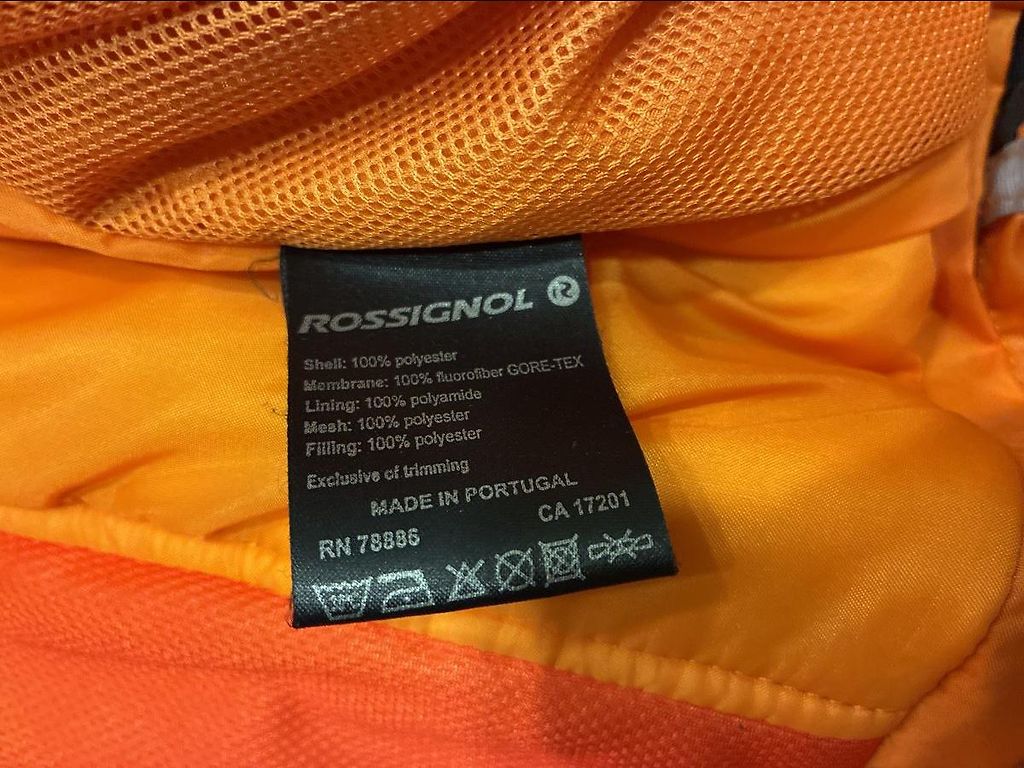 ROSSIGNOL R
Shell: 100% polyester
Membrane: 100% fluorofiber GORE-TEX
Lining: 100% polyamide
Mesh: 100% polyester
Filling: 100% polyester
Exclusive of trimming
MADE IN PORTUGAL
RN 78886 CA 17201